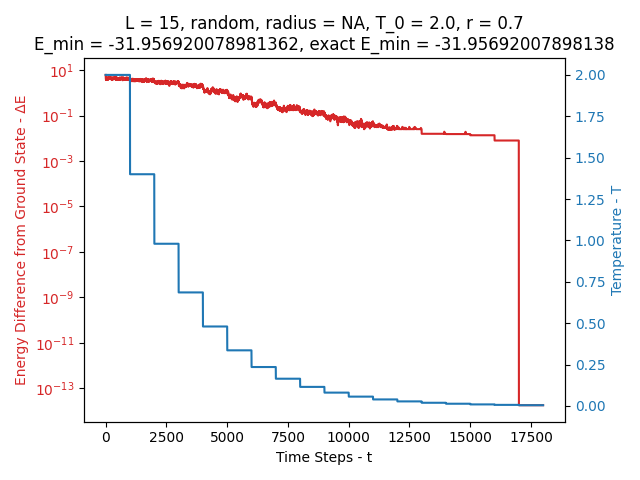 L = 15, random, radius = NA, T_0 = 2.0, r = 0.7
E_min = -31.956920078981362, exact E_min = -31.95692007898138
10^1
10^−1
10^−3
10^−5
10^−7
10^−9
10^−11
10^−13
Energy Difference from Ground State - ΔE
2.00
1.75
1.50
1.25
1.00
0.75
0.50
0.25
0.00
Temperature - T
0 2500 5000 7500 10000 12500 15000 17500
Time Steps - t